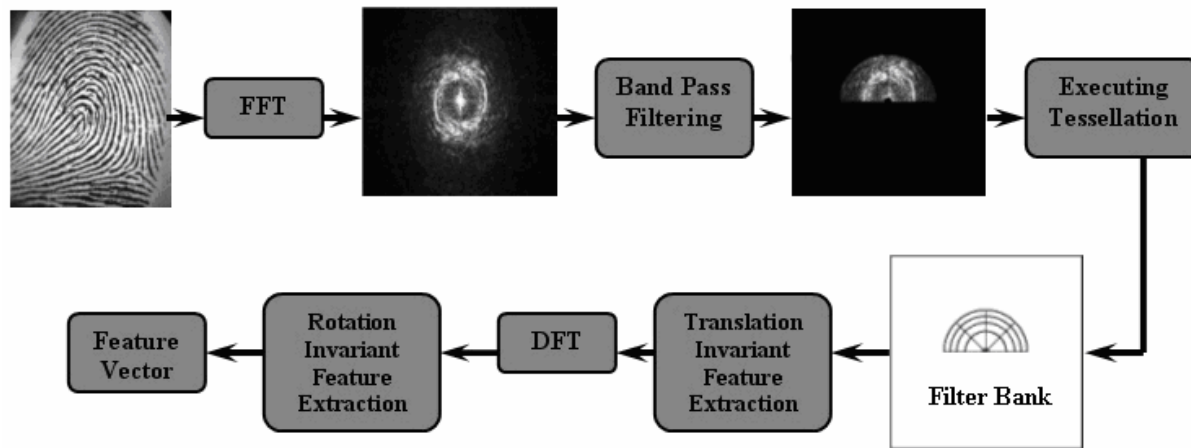 FFT
Band Pass
Filtering
Executing
Tessellation
Filter Bank
Translation
Invariant
Feature
Extraction
DFT
Rotation
Invariant
Feature
Extraction
Feature
Vector